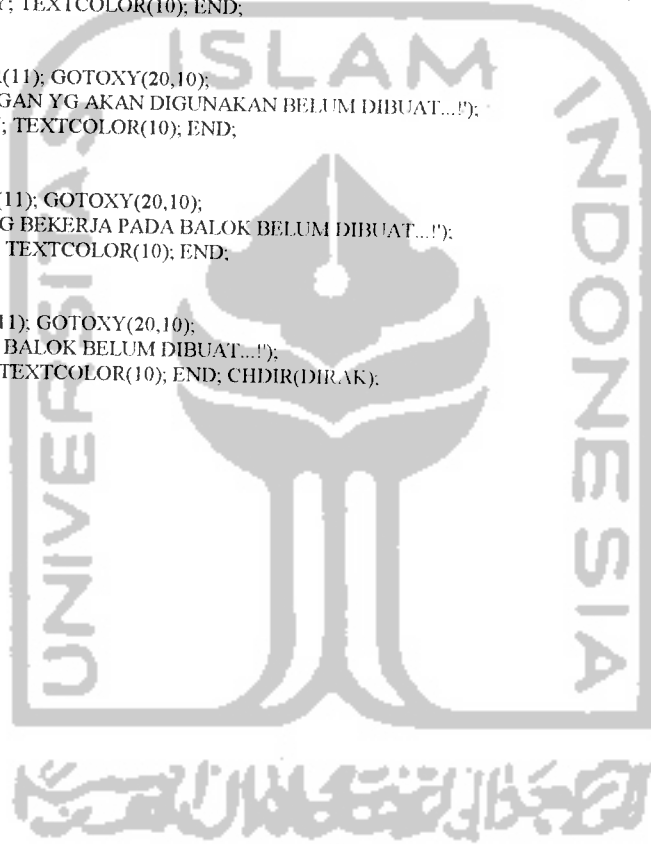 ; TEXTCOLOR(10); END;
(11); GOTOXY(20,10);
GAN YG AKAN DIGUNAKAN BELUM DIBUAT...!');
; TEXTCOLOR(10); END;
(11); GOTOXY(20,10);
G BEKERJA PADA BALOK BELUM DIBUAT...!');
TEXTCOLOR(10); END;
11); GOTOXY(20,10);
BALOK BELUM DIBUAT...!');
TEXTCOLOR(10); END; CHDIR(DIRAK);
UNIVERSITAS
ISLAM
INDONESIA